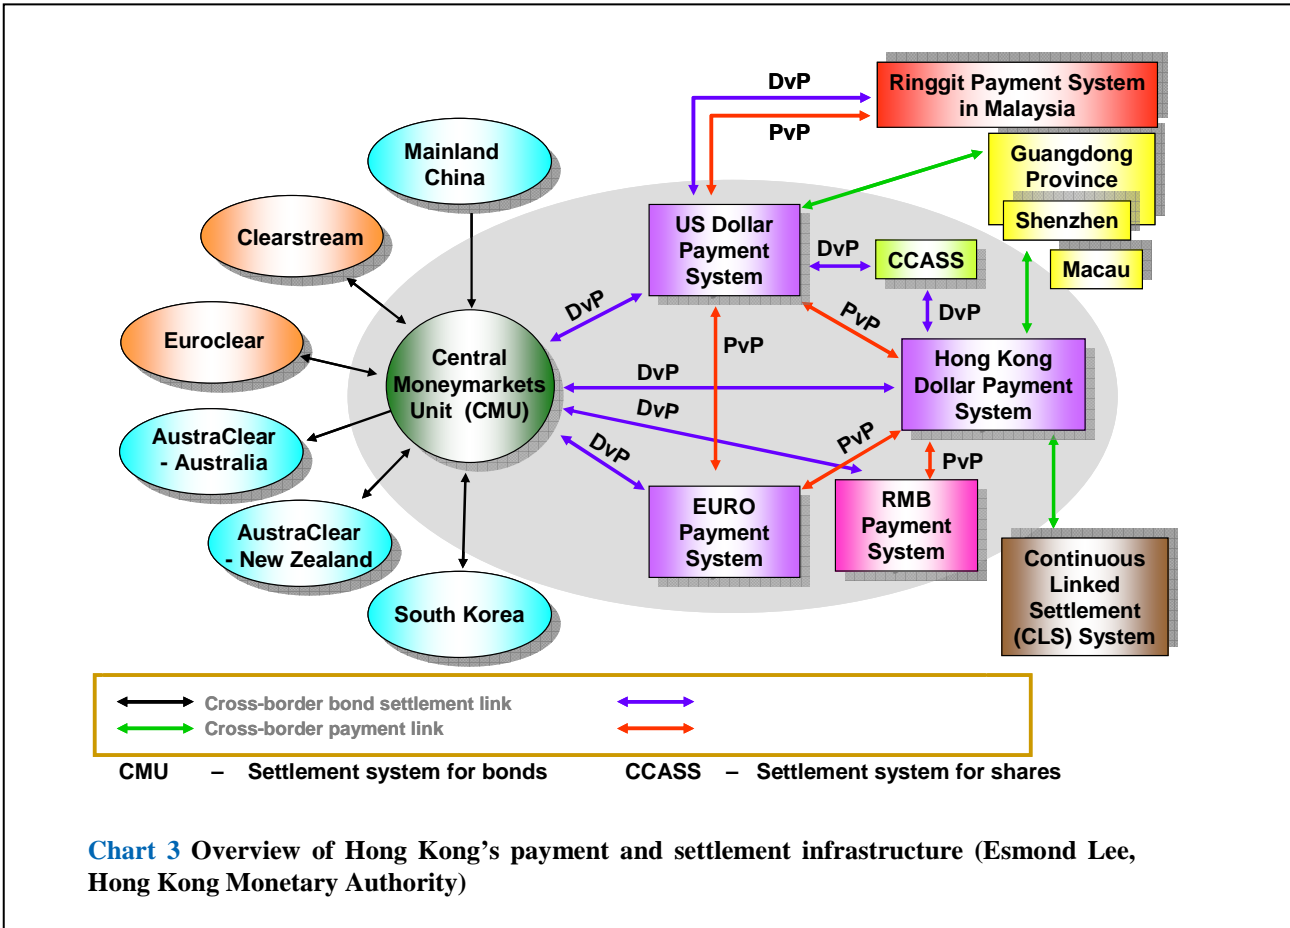 DvP
Ringgit Payment System
in Malaysia
PvP
Mainland
China
Guangdong
Province
Shenzhen
Macau
Clearstream
US Dollar
Payment
System
DvP
CCASS
DvP
DvP
PvP
PvP
Euroclear
Central
Moneymarkets
Unit (CMU)
DvP
Hong Kong
Dollar Payment
System
DvP
AustraClear
- Australia
DvP
PvP
PvP
EURO
Payment
System
RMB
Payment
System
AustraClear
- New Zealand
South Korea
Continuous
Linked
Settlement
(CLS) System
Cross-border bond settlement link
Cross-border payment link
CMU – Settlement system for bonds CCASS – Settlement system for shares
Chart 3 Overview of Hong Kong's payment and settlement infrastructure (Esmond Lee,
Hong Kong Monetary Authority)